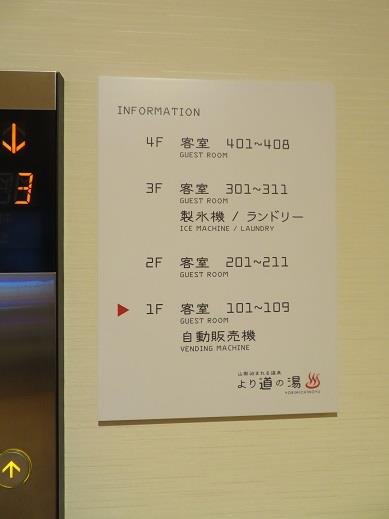 3
INFORMATION
4F 客室 401~408
GUEST ROOM
3F 客室 301~311
GUEST ROOM
製氷機 / ランドリー
ICE MACHINE / LAUNDRY
2F 客室 201~211
GUEST ROOM
1F 客室 101~109
GUEST ROOM
自動販売機
VENDING MACHINE
より道の湯
YORIMICHINOYU